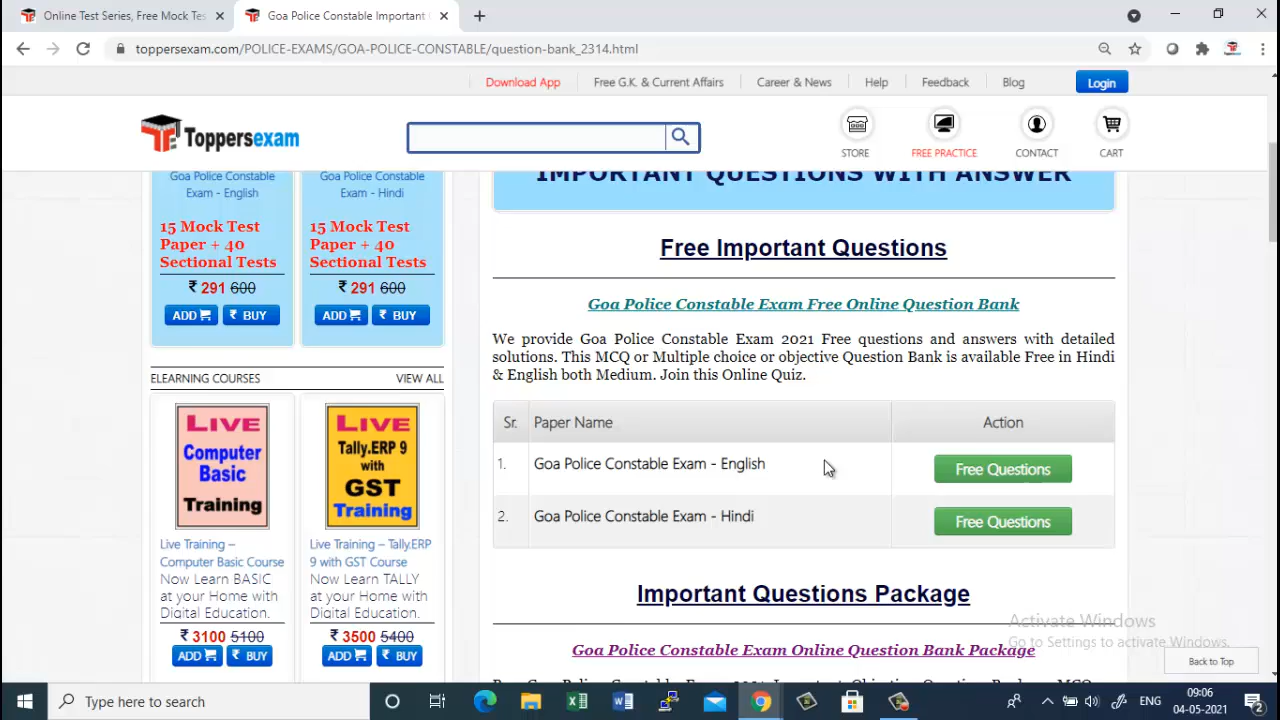 Online Test Series, Free Mock Tes
Goa Police Constable Important
toppersexam.com/POLICE-EXAMS/GOA-POLICE-CONSTABLE/question-bank_2314.html
Download App
Free G.K. & Current Affairs
Career & News
Help
Feedback
Blog
Login
Toppersexam
STORE
FREE PRACTICE
CONTACT
CART
Goa Police Constable
Exam - English
15 Mock Test
Paper + 40
Sectional Tests
₹ 291 600
ADD
₹ BUY
Goa Police Constable
Exam - Hindi
15 Mock Test
Paper + 40
Sectional Tests
₹ 291 600
ADD
₹ BUY
ELEARNING COURSES
VIEW ALL
LIVE
Computer
Basic
Training
Live Training –
Computer Basic Course
Now Learn BASIC
at your Home with
Digital Education.
₹ 3100 5100
ADD
₹ BUY
LIVE
Tally.ERP 9
with
GST
Training
Live Training – Tally.ERP
9 with GST Course
Now Learn TALLY
at your Home with
Digital Education.
₹ 3500 5400
ADD
₹ BUY
IMPORTANT QUESTIONS WITH ANSWER
Free Important Questions
Goa Police Constable Exam Free Online Question Bank
We provide Goa Police Constable Exam 2021 Free questions and answers with detailed
solutions. This MCQ or Multiple choice or objective Question Bank is available Free in Hindi
& English both Medium. Join this Online Quiz.
Sr. Paper Name Action
1. Goa Police Constable Exam - English Free Questions
2. Goa Police Constable Exam - Hindi Free Questions
Important Questions Package
Goa Police Constable Exam Online Question Bank Package
Activate Windows
Go to Settings to activate Windows.
Back to Top
Type here to search
ENG
09:06
04-05-2021
2